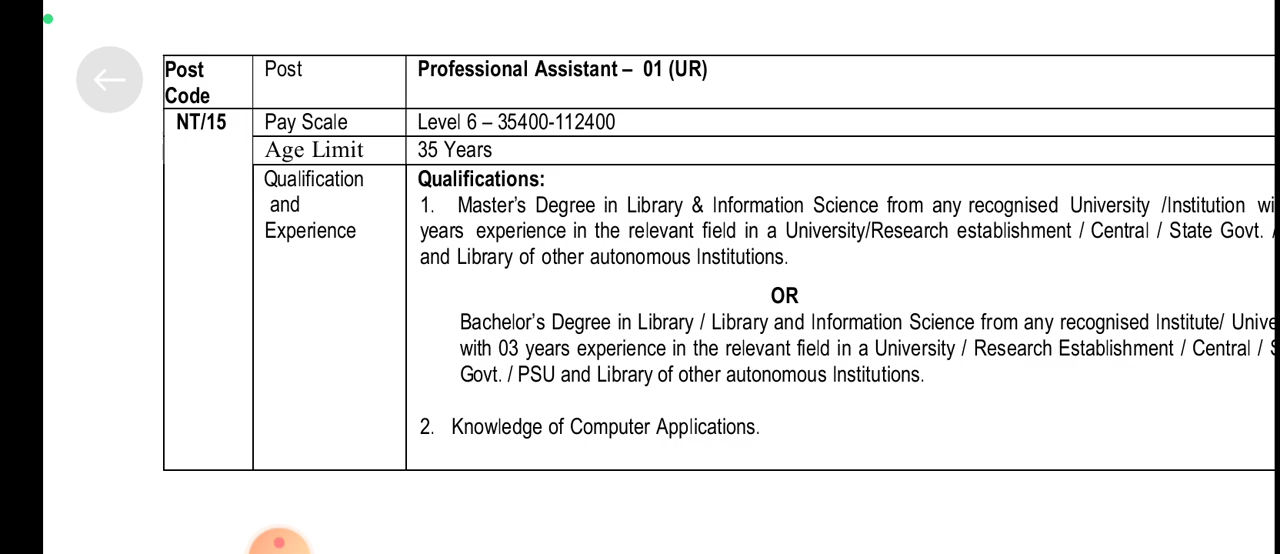 Post Code
Post
Professional Assistant – 01 (UR)
NT/15
Pay Scale
Level 6 – 35400-112400
Age Limit
35 Years
Qualification
and
Experience
Qualifications:
1. Master's Degree in Library & Information Science from any recognised University /Institution
years experience in the relevant field in a University/Research establishment / Central / State Govt. /
and Library of other autonomous Institutions.
OR
Bachelor's Degree in Library / Library and Information Science from any recognised Institute/
with 03 years experience in the relevant field in a University / Research Establishment / Central /
Govt. / PSU and Library of other autonomous Institutions.
2. Knowledge of Computer Applications.